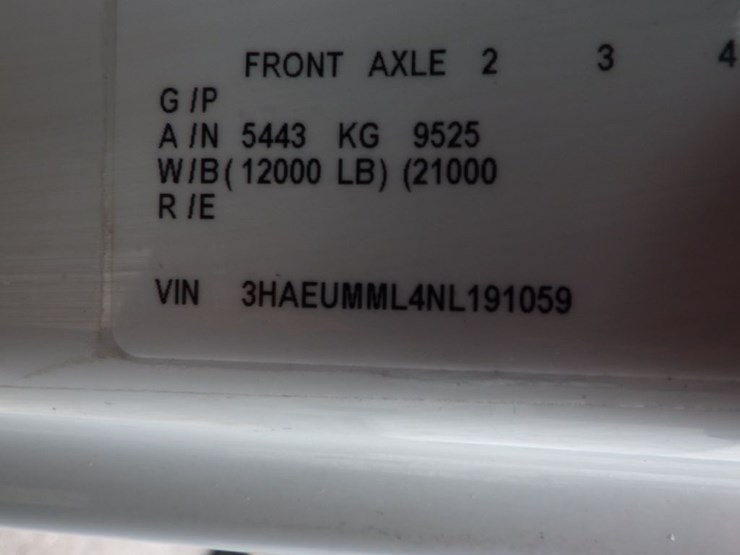 FRONT AXLE 2 3 4
G/P
A/N 5443 KG 9525
W/B (12000 LB) (21000
R/E
VIN 3HAEUMML4NL191059